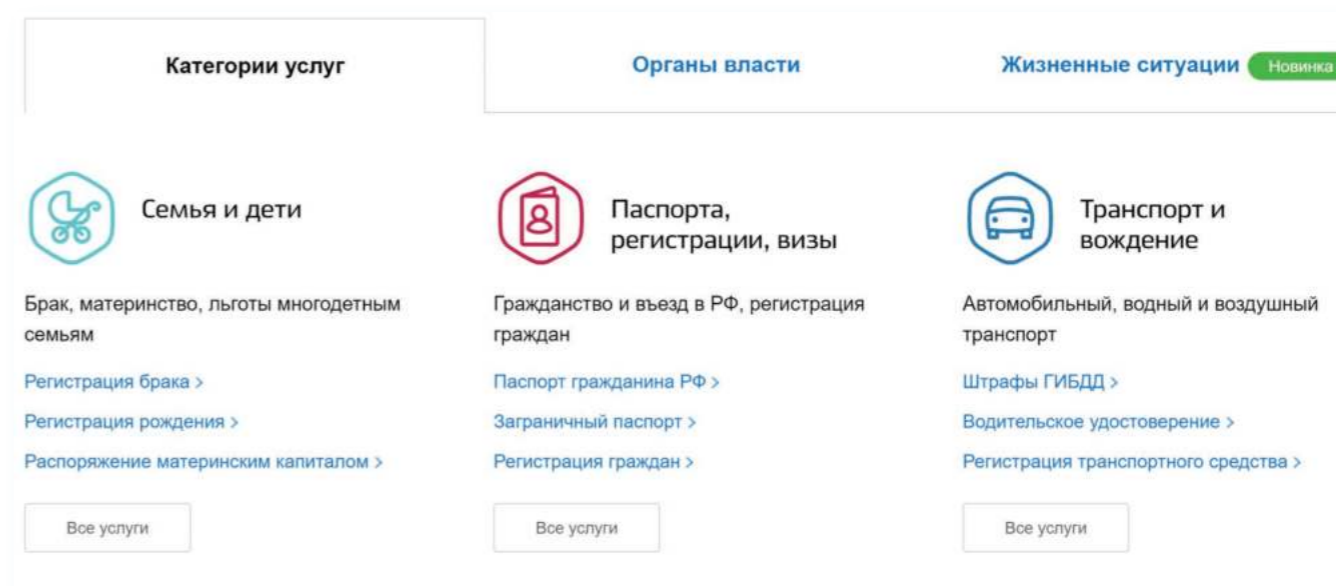 Категории услуг
Органы власти
Жизненные ситуации Новинка
Семья и дети
Брак, материнство, льготы многодетным
семьям
Регистрация брака >
Регистрация рождения >
Распоряжение материнским капиталом >
Все услуги
Паспорта,
регистрации, визы
Гражданство и въезд в РФ, регистрация
граждан
Паспорт гражданина РФ >
Заграничный паспорт >
Регистрация граждан >
Все услуги
Транспорт и
вождение
Автомобильный, водный и воздушный
транспорт
Штрафы ГИБДД >
Водительское удостоверение >
Регистрация транспортного средства >
Все услуги